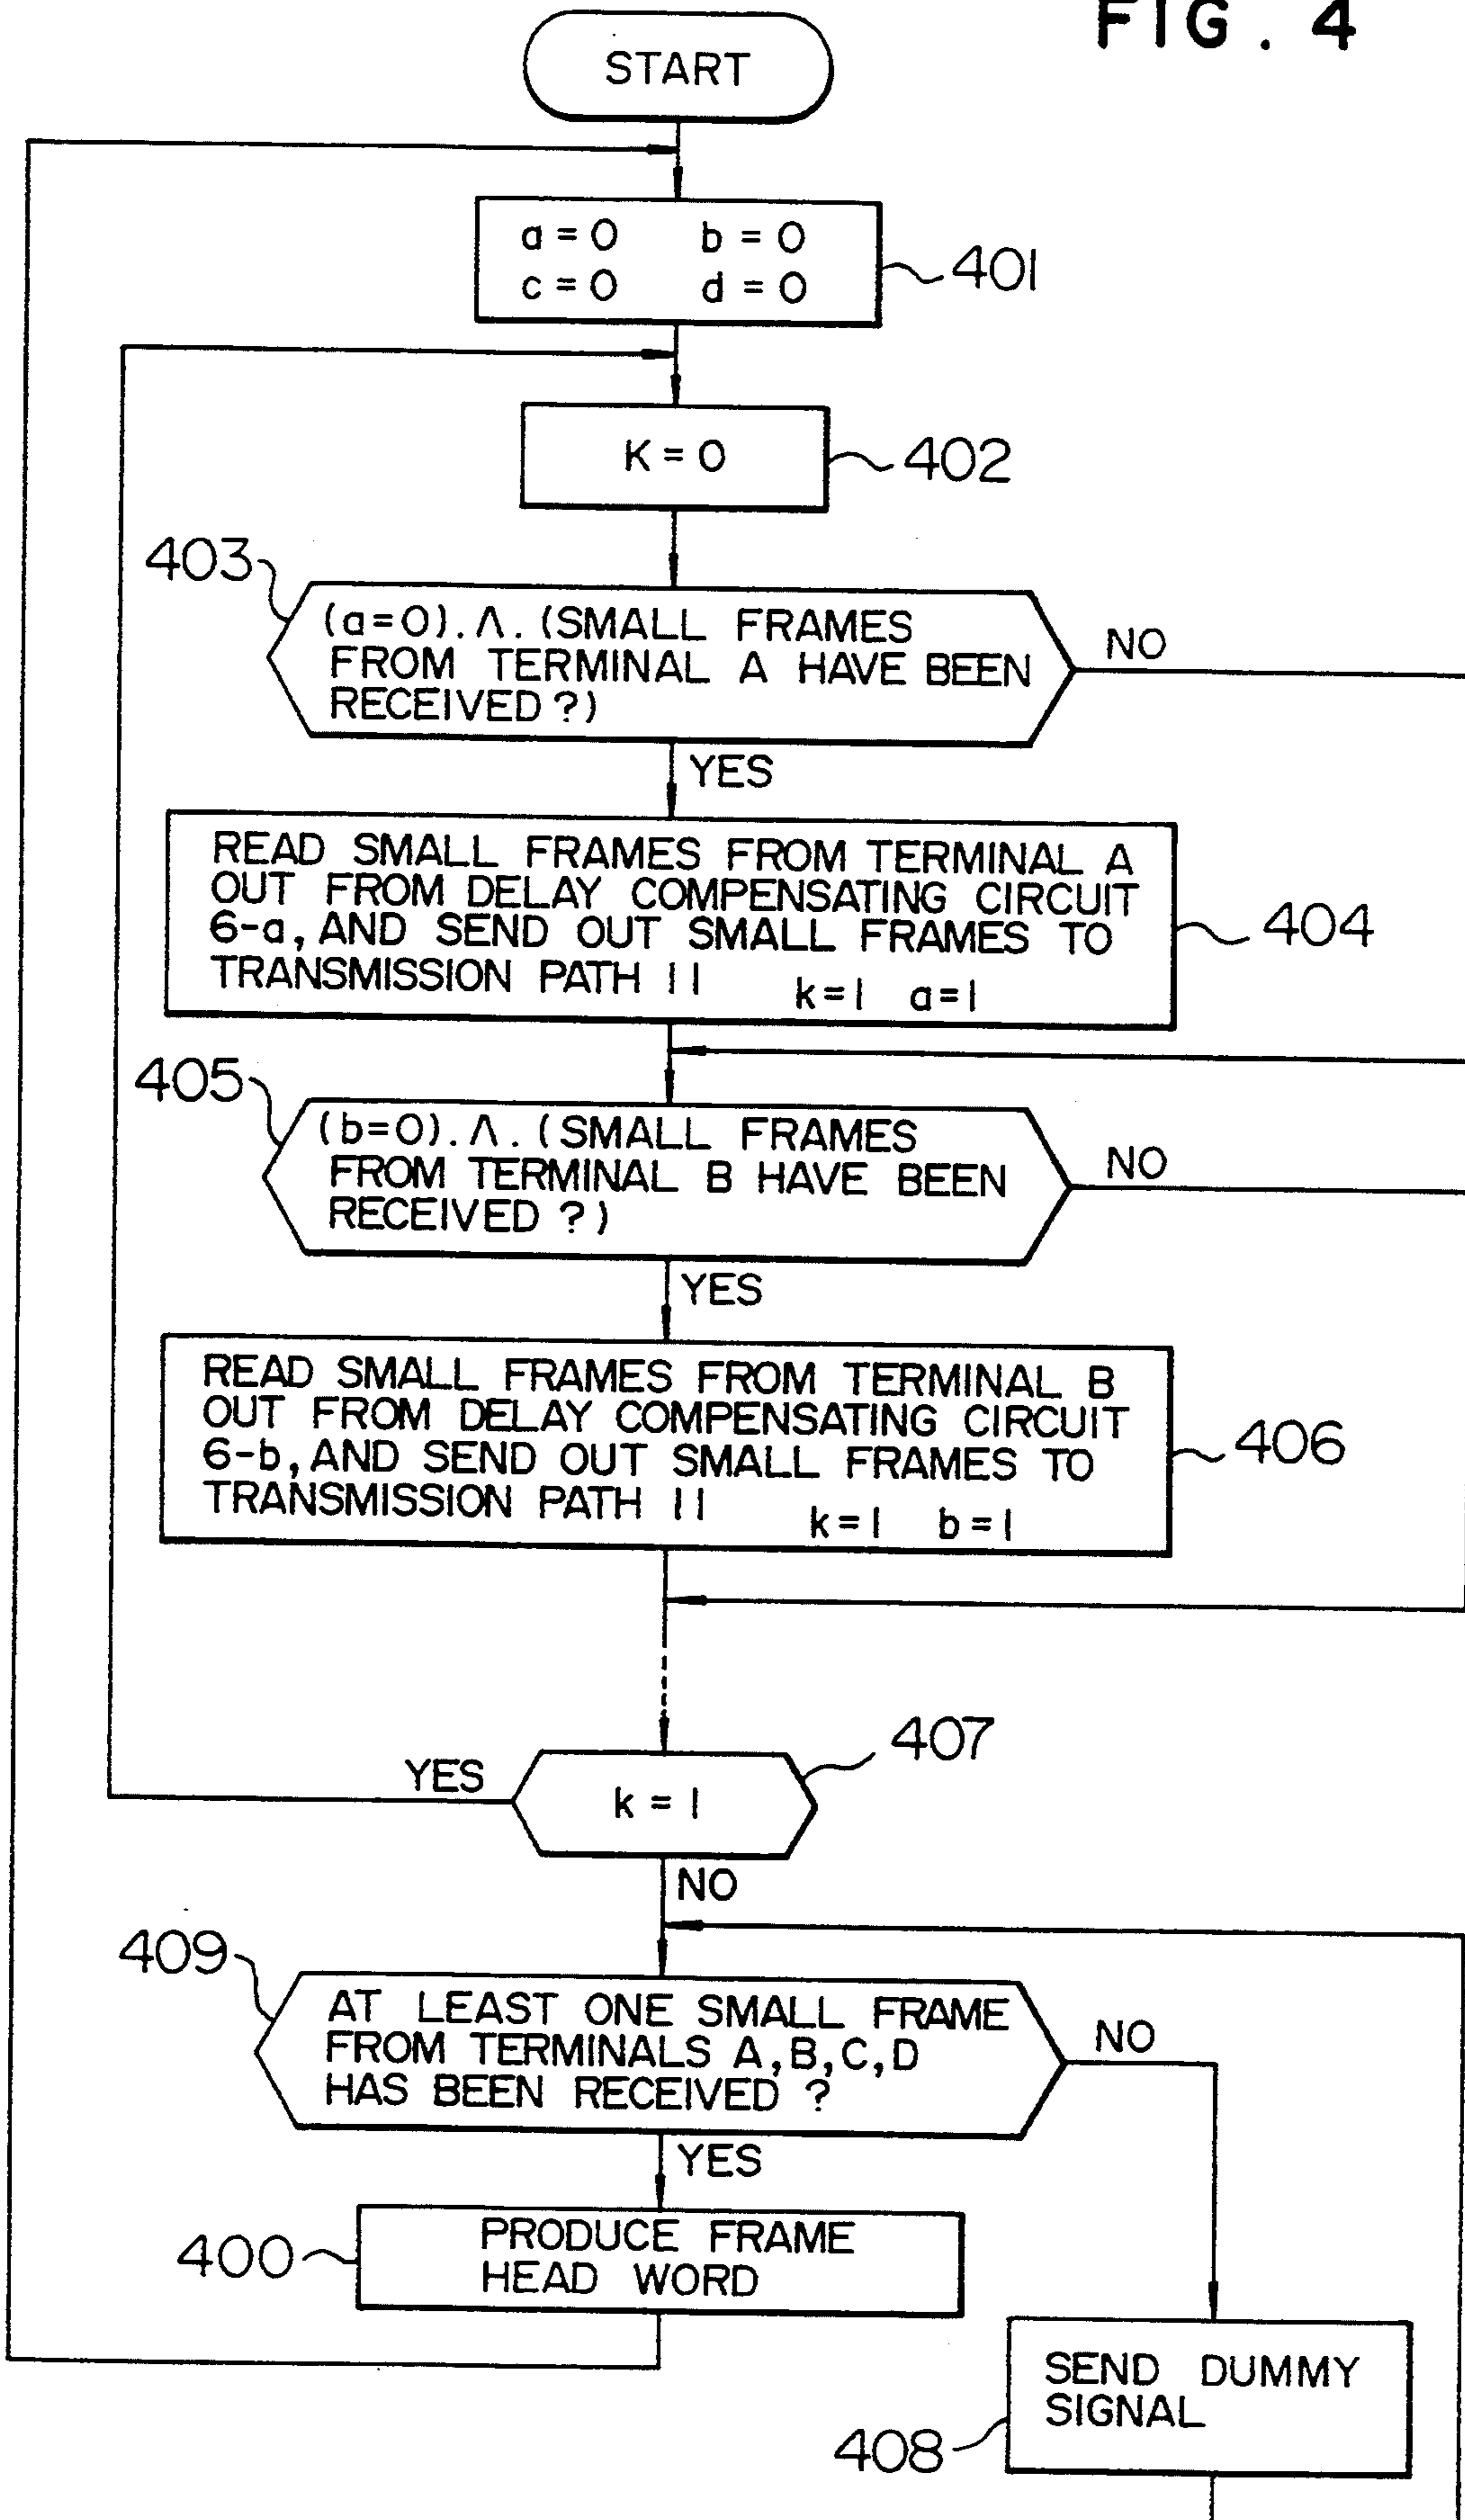 FIG. 4
START
a=0 b=0
c=0 d=0
401
K=0
402
403
(a=0).Λ.(SMALL FRAMES
FROM TERMINAL A HAVE BEEN
RECEIVED?)
NO
YES
READ SMALL FRAMES FROM TERMINAL A
OUT FROM DELAY COMPENSATING CIRCUIT
6-a, AND SEND OUT SMALL FRAMES TO
TRANSMISSION PATH 11 k=1 a=1
404
405
(b=0).Λ.(SMALL FRAMES
FROM TERMINAL B HAVE BEEN
RECEIVED?)
NO
YES
READ SMALL FRAMES FROM TERMINAL B
OUT FROM DELAY COMPENSATING CIRCUIT
6-b, AND SEND OUT SMALL FRAMES TO
TRANSMISSION PATH 11 k=1 b=1
406
407
YES
k=1
NO
409
AT LEAST ONE SMALL FRAME
FROM TERMINALS A,B,C,D
HAS BEEN RECEIVED ?
NO
YES
400
PRODUCE FRAME
HEAD WORD
SEND DUMMY
SIGNAL
408